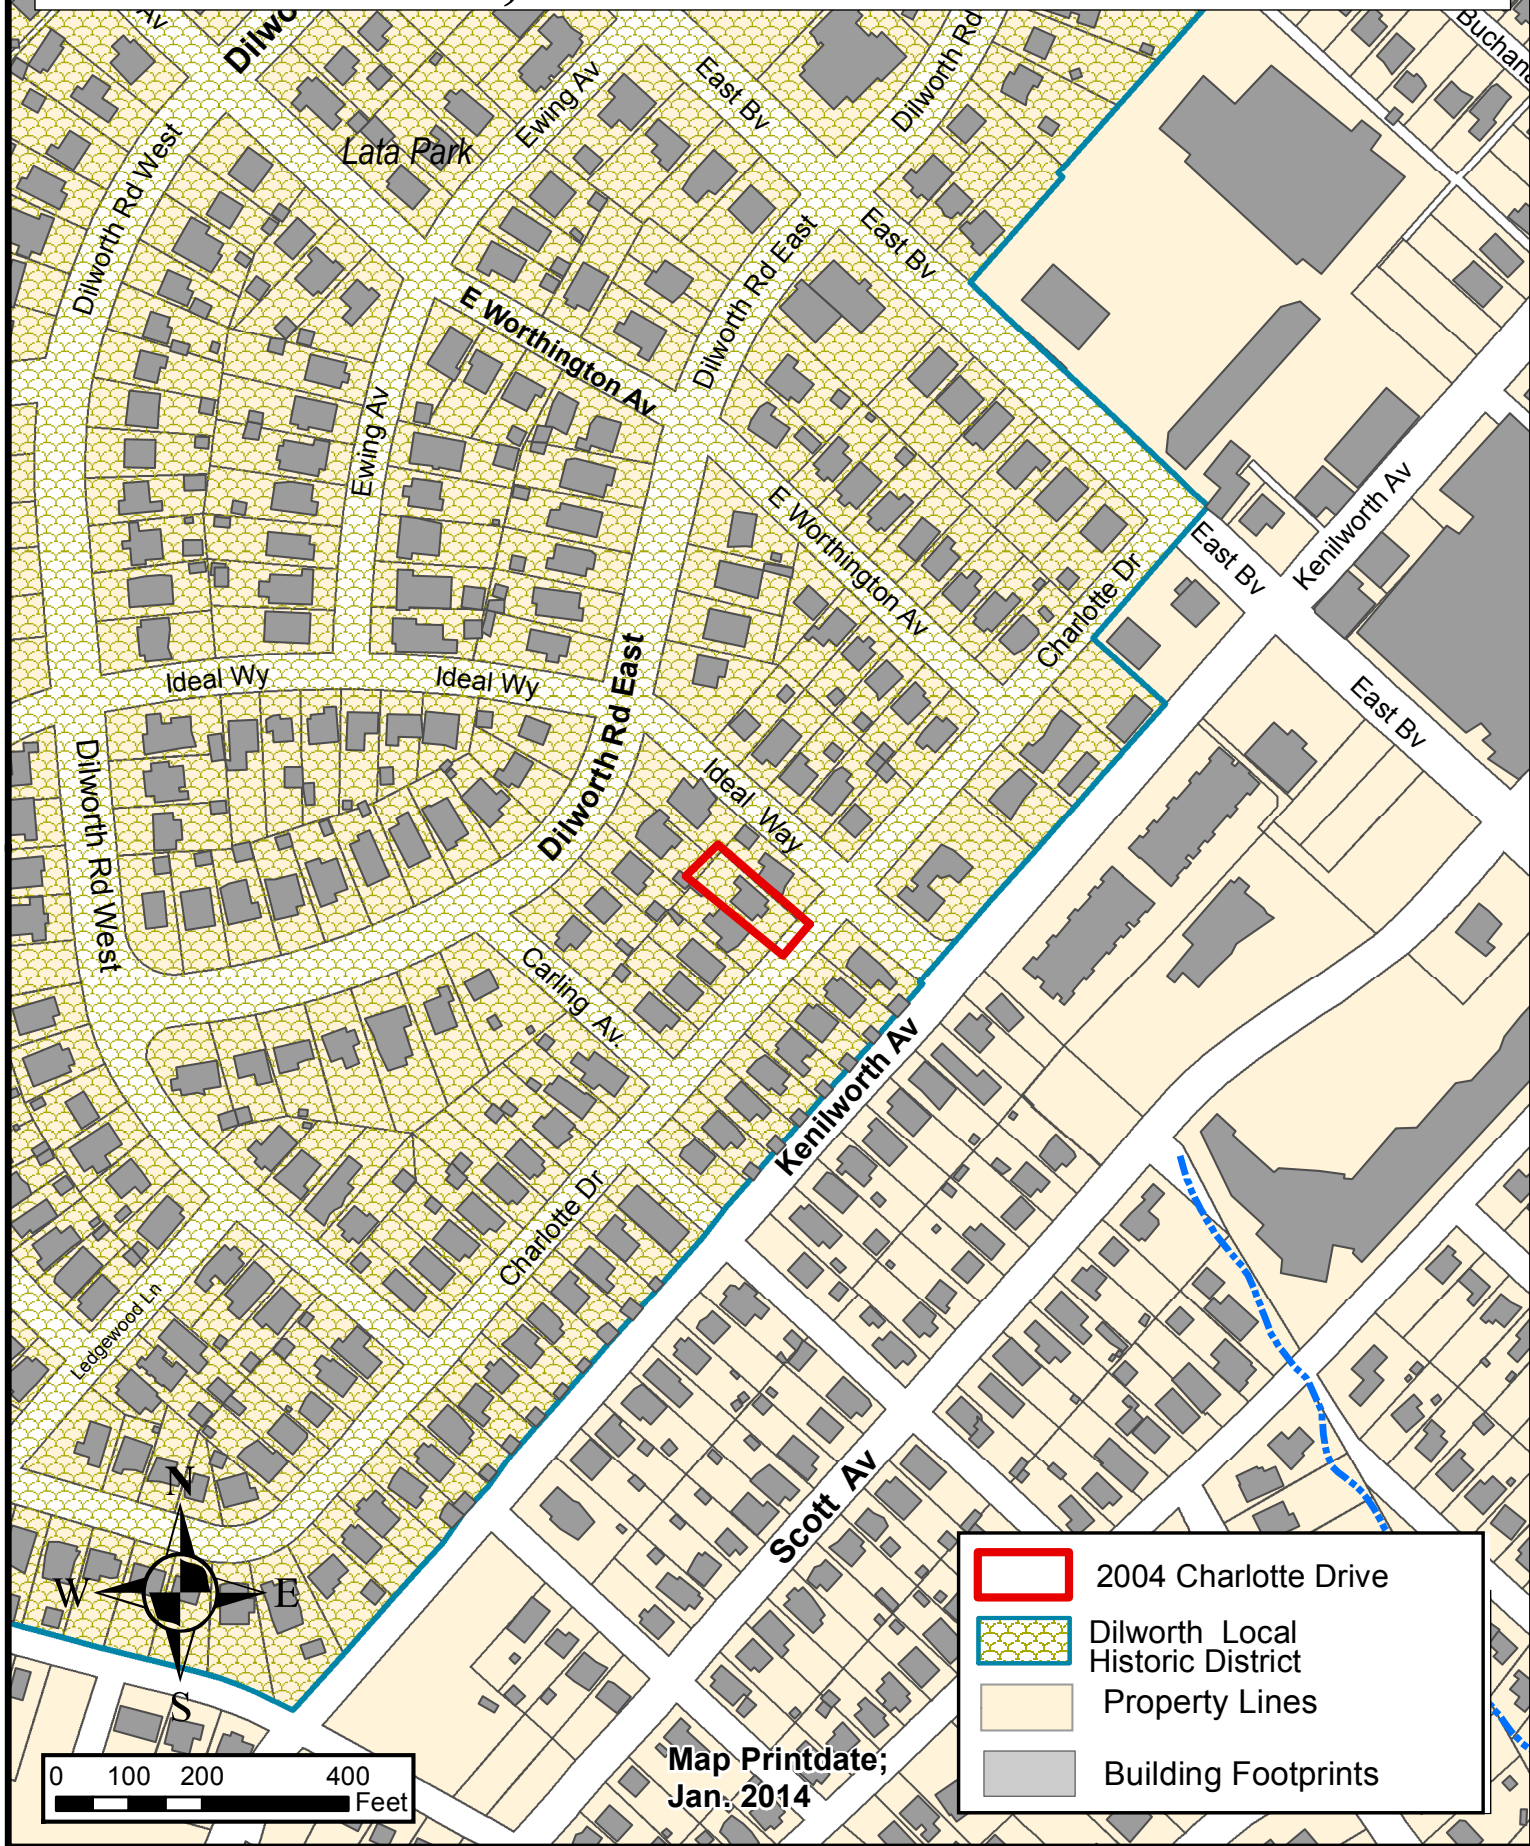 Av
Dilwo
Buchan
Dilworth Rd
East Bv
Ewing Av
Lata Park
Dilworth Rd West
East Bv
Dilworth Rd East
E Worthington Av
Ewing Av
E Worthington Av
Kenilworth Av
East Bv
Charlotte Dr
Ideal Wy
Ideal Wy
Dilworth Rd East
East Bv
Ideal Way
Dilworth Rd West
Carling Av.
Kenilworth Av
Charlotte Dr
Ledgewood Ln
Scott Av
N
W
E
S
2004 Charlotte Drive
Dilworth Local
Historic District
Property Lines
Building Footprints
Map Printdate;
Jan. 2014
0 100 200 400
Feet